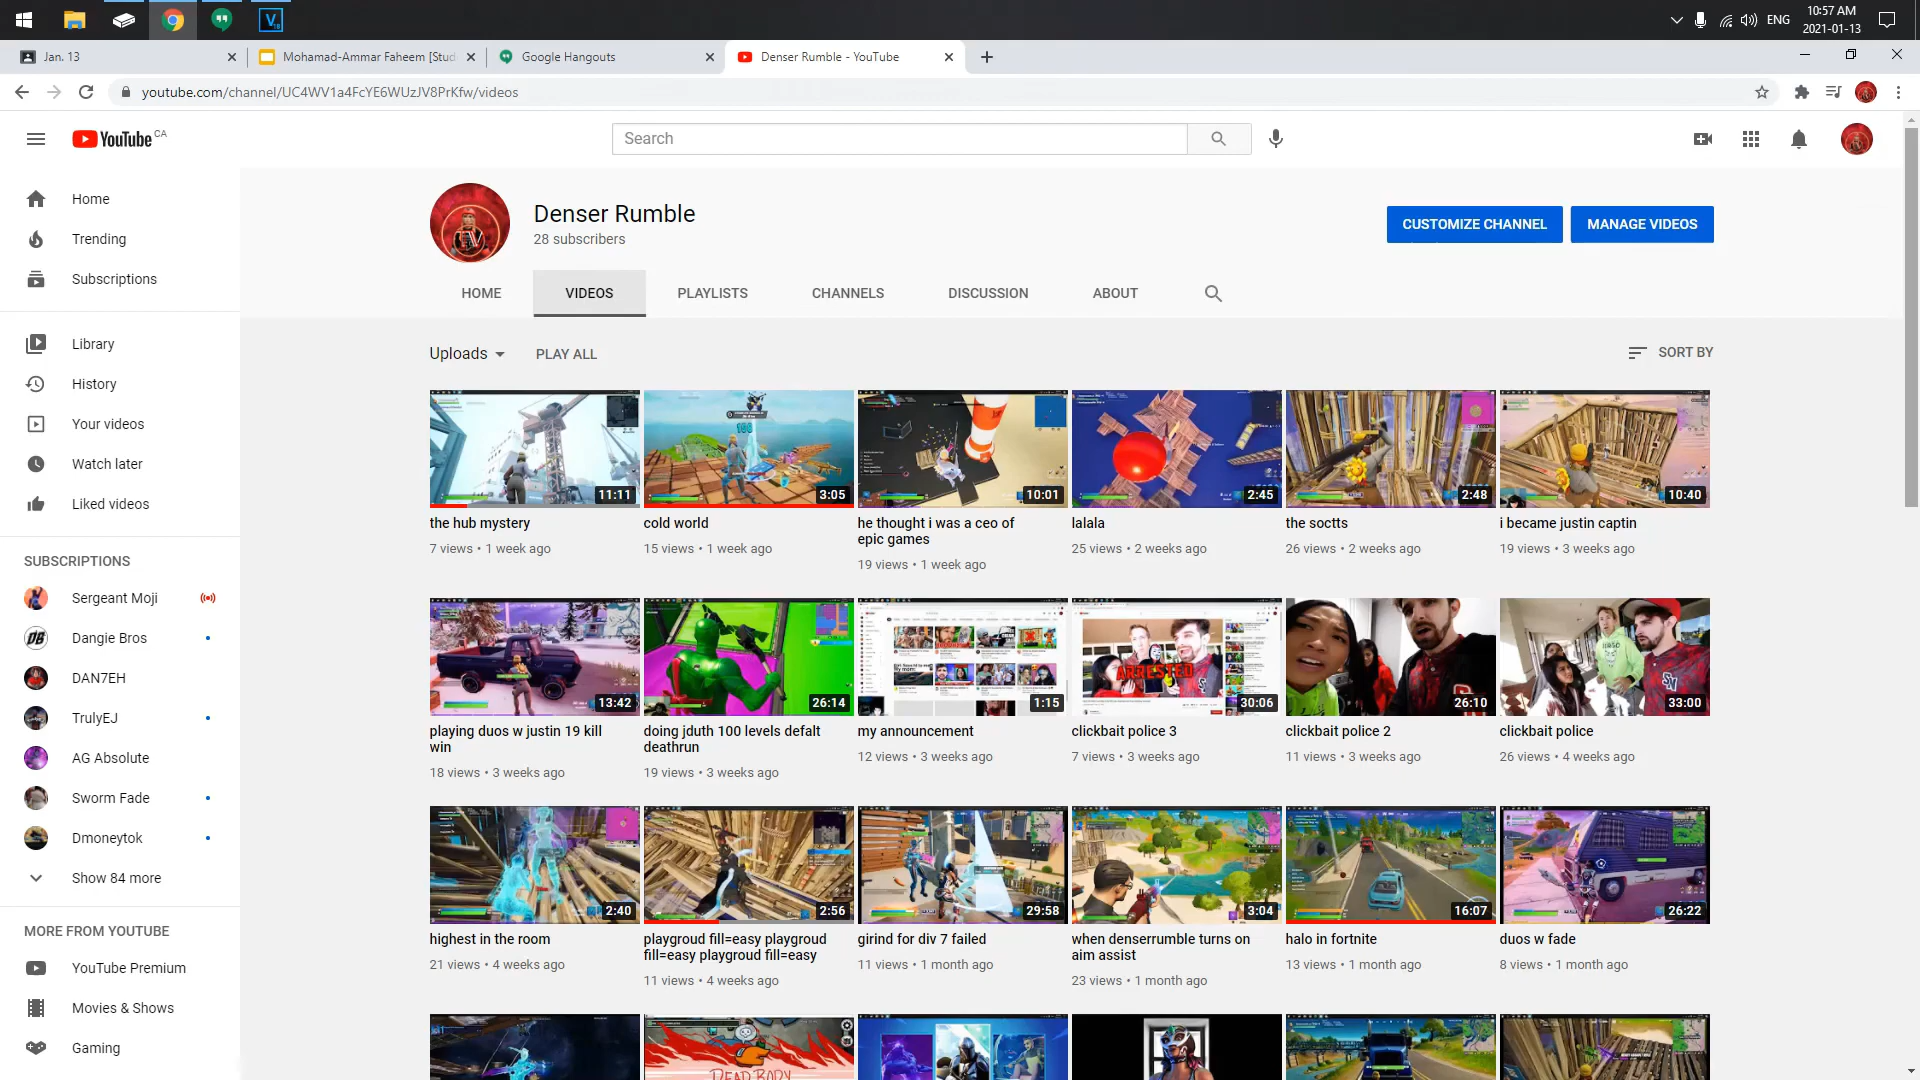 10:57 AM
ENG
2021-01-13
Jan. 13
Mohamad-Ammar Faheem [Stud
Google Hangouts
Denser Rumble - YouTube
youtube.com/channel/UC4WV1a4FcYE6WUzJV8PrKfw/videos
YouTube CA
Search
Home
Trending
Subscriptions
Library
History
Your videos
Watch later
Liked videos
SUBSCRIPTIONS
Sergeant Moji
Dangie Bros
DAN7EH
TrulyEJ
AG Absolute
Sworm Fade
Dmoneytok
Show 84 more
MORE FROM YOUTUBE
YouTube Premium
Movies & Shows
Gaming
Denser Rumble
28 subscribers
CUSTOMIZE CHANNEL
MANAGE VIDEOS
HOME
VIDEOS
PLAYLISTS
CHANNELS
DISCUSSION
ABOUT
Uploads
PLAY ALL
SORT BY
11:11
the hub mystery
7 views • 1 week ago
3:05
cold world
15 views • 1 week ago
10:01
he thought i was a ceo of
epic games
19 views • 1 week ago
2:45
lalala
25 views • 2 weeks ago
2:48
the soctts
26 views • 2 weeks ago
10:40
i became justin captin
19 views • 3 weeks ago
13:42
playing duos w justin 19 kill
win
18 views • 3 weeks ago
26:14
doing jduth 100 levels defalt
deathrun
19 views • 3 weeks ago
1:15
my announcement
12 views • 3 weeks ago
ARRESTED
30:06
clickbait police 3
7 views • 3 weeks ago
26:10
clickbait police 2
11 views • 3 weeks ago
33:00
clickbait police
26 views • 4 weeks ago
2:40
highest in the room
21 views • 4 weeks ago
2:56
playgroud fill=easy playgroud
fill=easy playgroud fill=easy
11 views • 4 weeks ago
29:58
girind for div 7 failed
11 views • 1 month ago
3:04
when denserrumble turns on
aim assist
23 views • 1 month ago
16:07
halo in fortnite
13 views • 1 month ago
26:22
duos w fade
8 views • 1 month ago
DEAD BODY